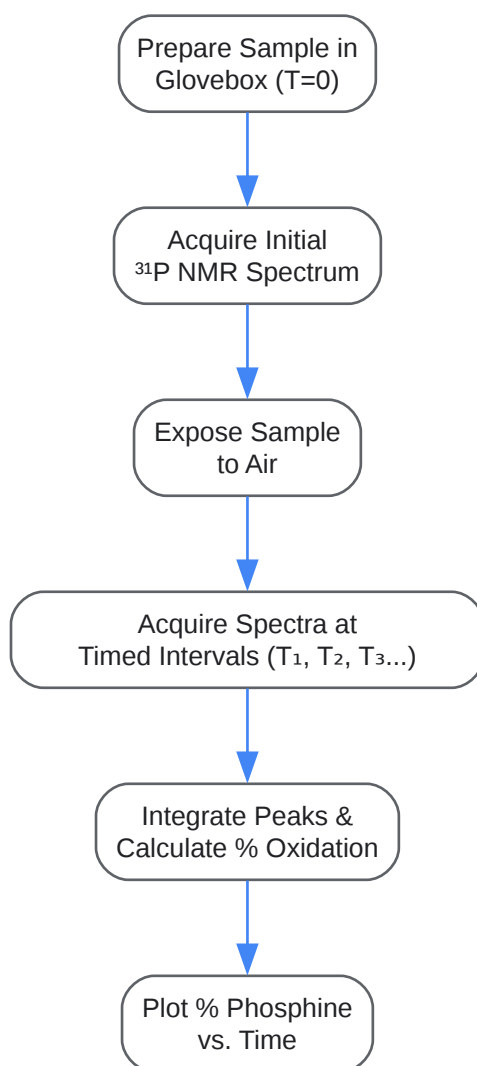 Prepare Sample in
Glovebox (T=0)
Acquire Initial
³¹P NMR Spectrum
Expose Sample
to Air
Acquire Spectra at
Timed Intervals (T₁, T₂, T₃...)
Integrate Peaks &
Calculate % Oxidation
Plot % Phosphine
vs. Time